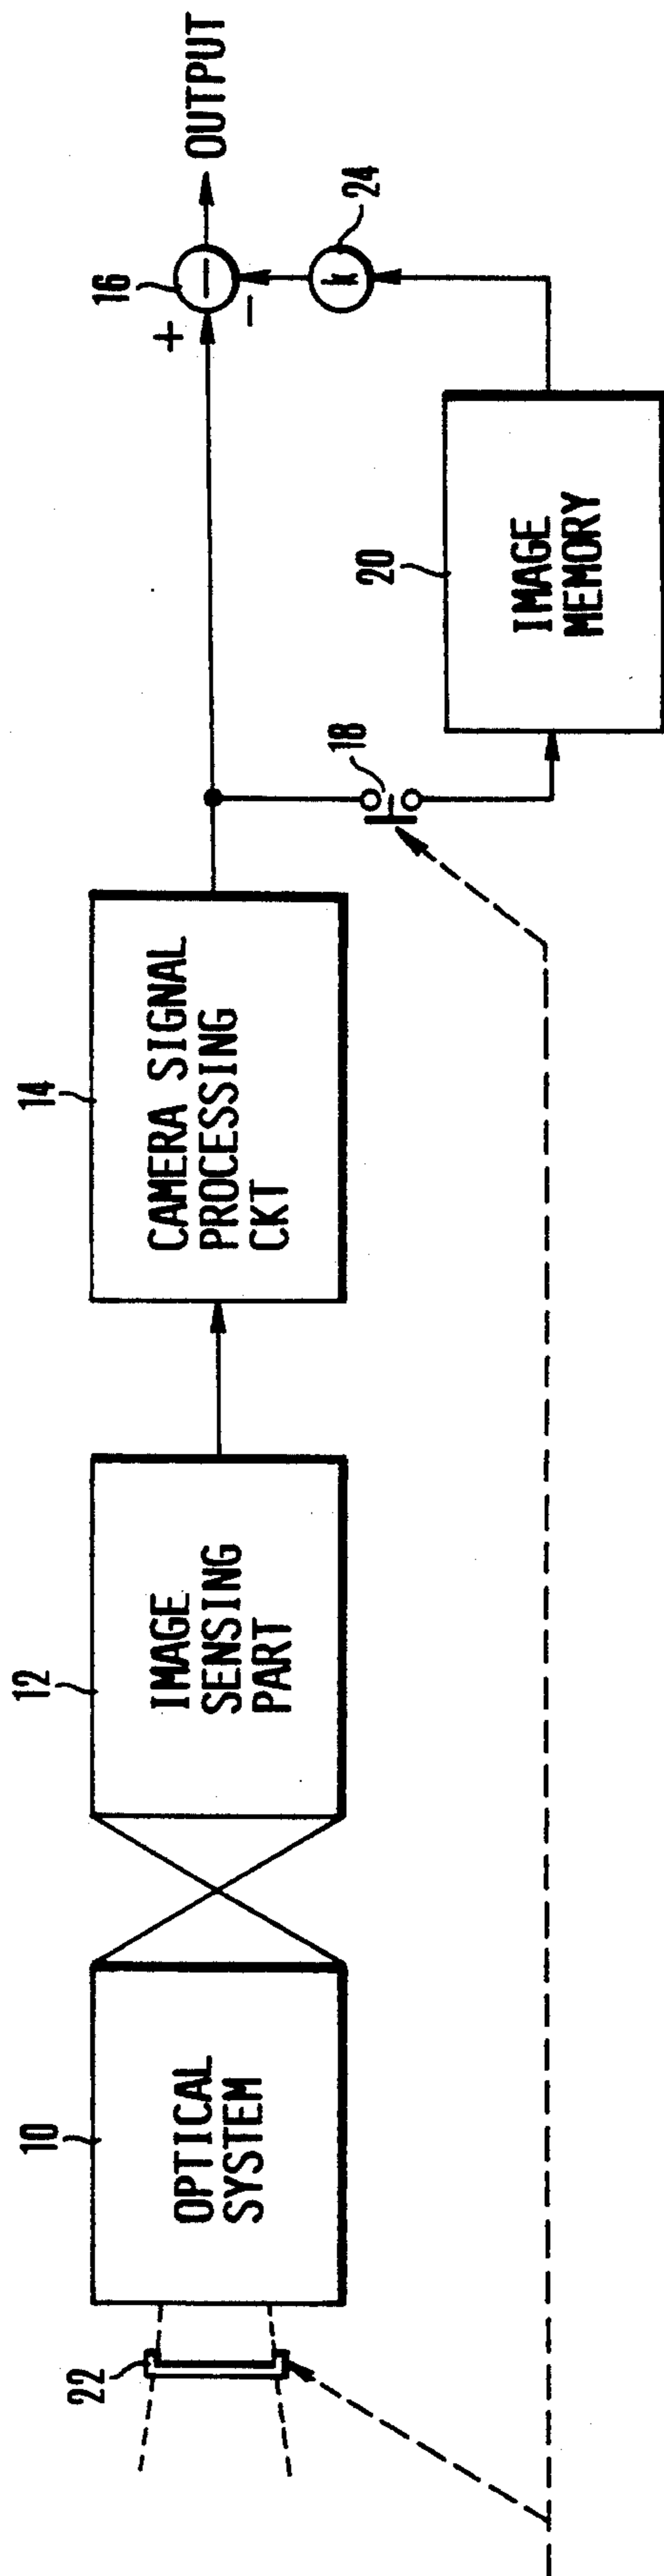 22
10
OPTICAL
SYSTEM
12
IMAGE
SENSING
PART
14
CAMERA SIGNAL
PROCESSING
CKT
18
20
IMAGE
MEMORY
16
+
−
−
k
24
OUTPUT